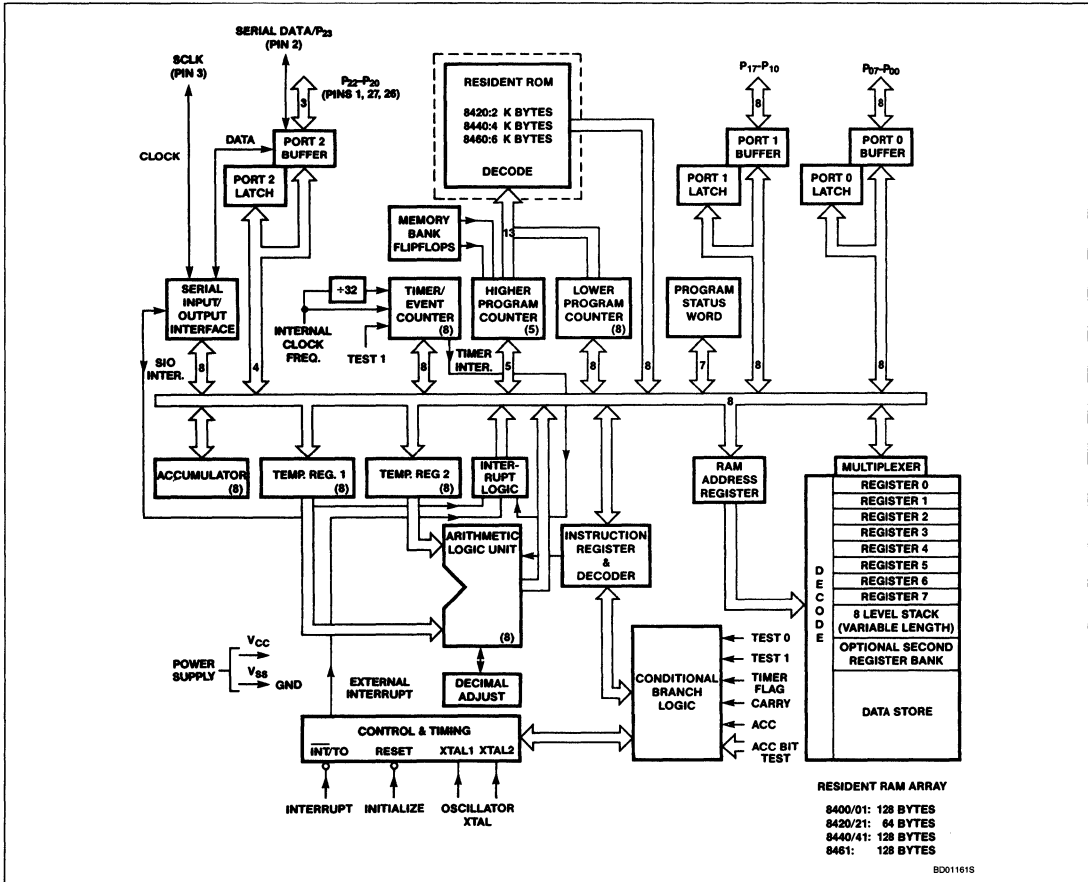 SERIAL DATA/P23
(PIN 2)
SCLK
(PIN 3)
P22–P20
(PINS 1, 27, 26)
3
DATA
CLOCK
PORT 2
BUFFER
PORT 2
LATCH
RESIDENT ROM
8420:2 K BYTES
8440:4 K BYTES
8460:6 K BYTES
DECODE
P17–P10
8
PORT 1
BUFFER
PORT 1
LATCH
P07–P00
8
PORT 0
BUFFER
PORT 0
LATCH
MEMORY
BANK
FLIPFLOPS
13
SERIAL
INPUT/
OUTPUT
INTERFACE
÷32
TIMER/
EVENT
COUNTER
(8)
HIGHER
PROGRAM
COUNTER
(5)
LOWER
PROGRAM
COUNTER
(8)
PROGRAM
STATUS
WORD
INTERNAL
CLOCK
FREQ.
TEST 1
TIMER
INTER.
SIO
INTER.
8
4
8
5
8
8
7
8
8
8
ACCUMULATOR
(8)
TEMP. REG. 1
(8)
TEMP. REG 2
(8)
INTER-
RUPT
LOGIC
RAM
ADDRESS
REGISTER
MULTIPLEXER
REGISTER 0
REGISTER 1
REGISTER 2
REGISTER 3
REGISTER 4
REGISTER 5
REGISTER 6
REGISTER 7
8 LEVEL STACK
(VARIABLE LENGTH)
OPTIONAL SECOND
REGISTER BANK
DATA STORE
DECODE
ARITHMETIC
LOGIC UNIT
(8)
INSTRUCTION
REGISTER
&
DECODER
DECIMAL
ADJUST
CONDITIONAL
BRANCH
LOGIC
TEST 0
TEST 1
TIMER
FLAG
CARRY
ACC
ACC BIT
TEST
POWER
SUPPLY
VCC
VSS
GND
EXTERNAL
INTERRUPT
CONTROL & TIMING
INT/TO
RESET
XTAL1
XTAL2
INTERRUPT
INITIALIZE
OSCILLATOR
XTAL
RESIDENT RAM ARRAY
8400/01: 128 BYTES
8420/21: 64 BYTES
8440/41: 128 BYTES
8461: 128 BYTES
BD01161S